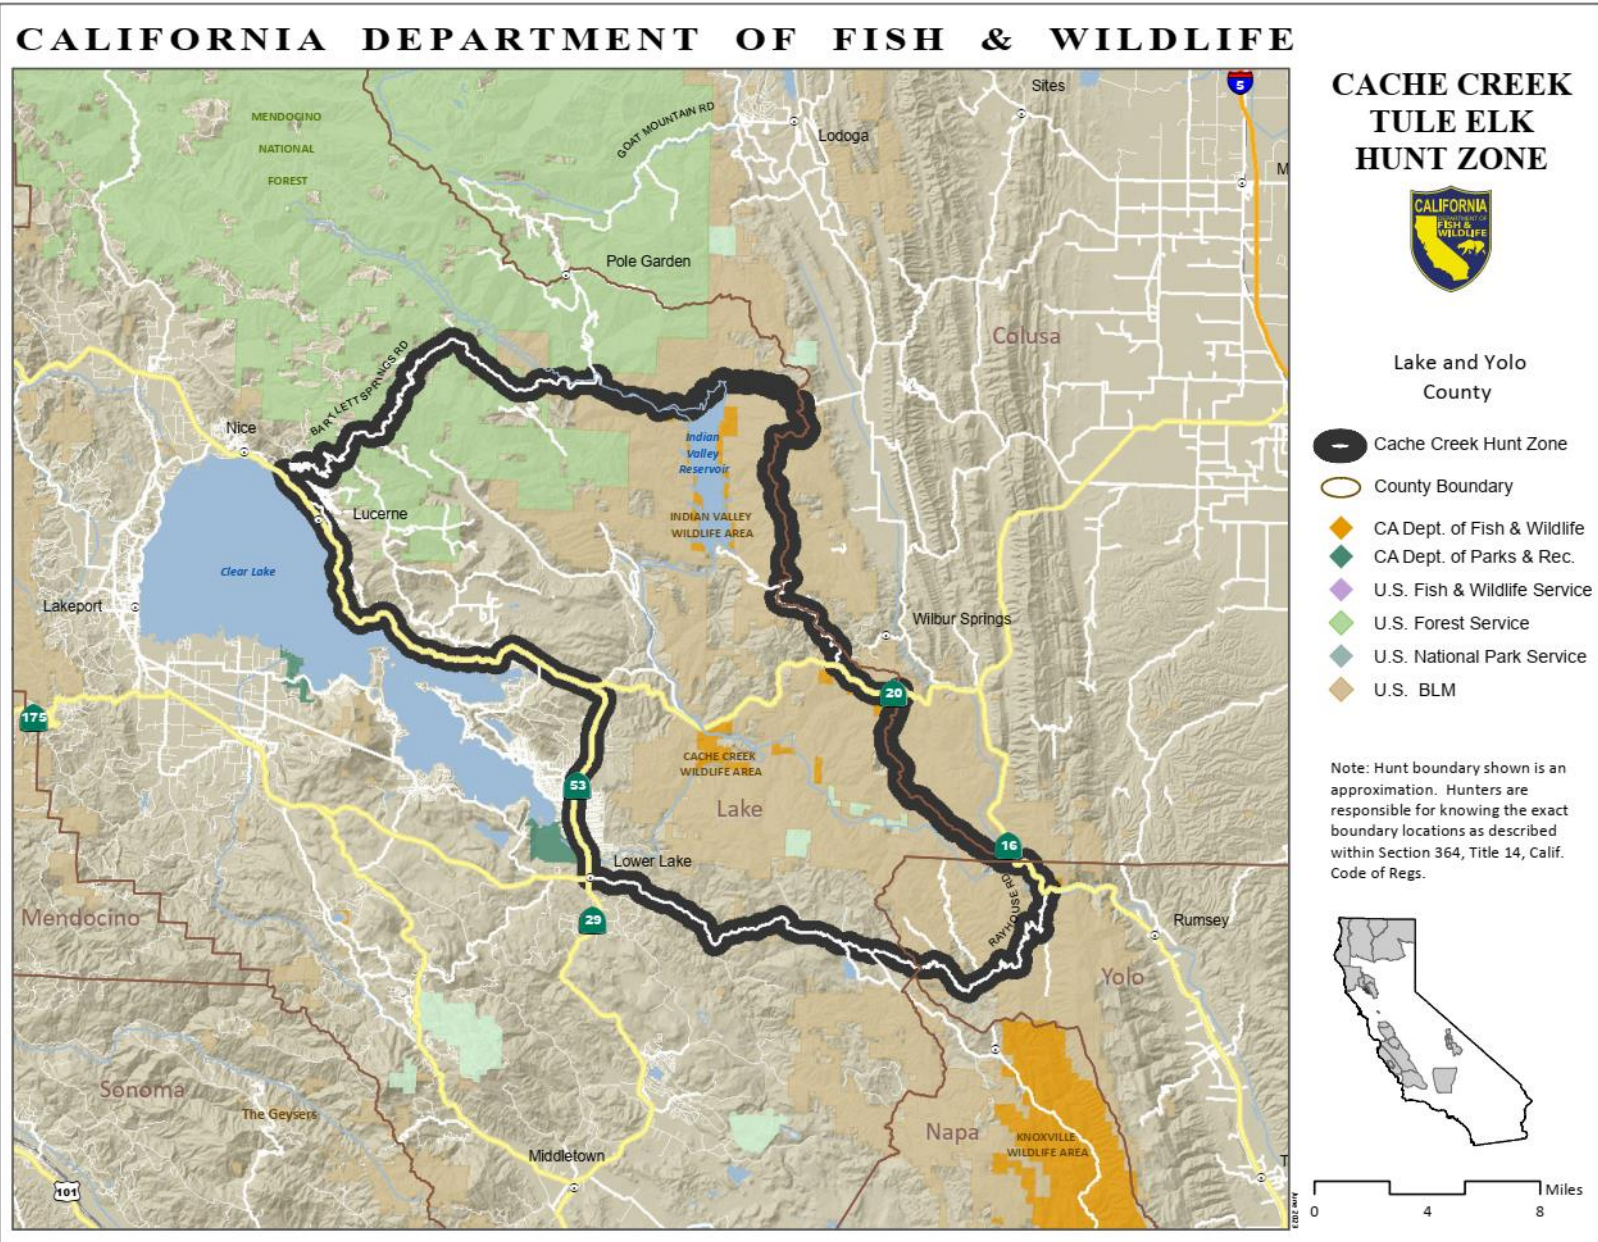 CALIFORNIA DEPARTMENT OF FISH & WILDLIFE
CACHE CREEK
TULE ELK
HUNT ZONE
CALIFORNIA
DEPARTMENT OF
FISH &
WILDLIFE
Lake and Yolo
County
Cache Creek Hunt Zone
County Boundary
CA Dept. of Fish & Wildlife
CA Dept. of Parks & Rec.
U.S. Fish & Wildlife Service
U.S. Forest Service
U.S. National Park Service
U.S. BLM
Note: Hunt boundary shown is an
approximation. Hunters are
responsible for knowing the exact
boundary locations as described
within Section 364, Title 14, Calif.
Code of Regs.
Miles
0 4 8
June 2023
MENDOCINO
NATIONAL
FOREST
GOAT MOUNTAIN RD
Lodoga
Sites
5
M
Pole Garden
Colusa
BARTLETT SPRINGS RD
Nice
Indian
Valley
Reservoir
Lucerne
INDIAN VALLEY
WILDLIFE AREA
Clear Lake
Lakeport
Wilbur Springs
20
175
CACHE CREEK
WILDLIFE AREA
53
Lake
16
Lower Lake
RAYHOUSE RD
Mendocino
29
Rumsey
Yolo
Sonoma
The Geysers
Napa
KNOXVILLE
WILDLIFE AREA
Middletown
T
101